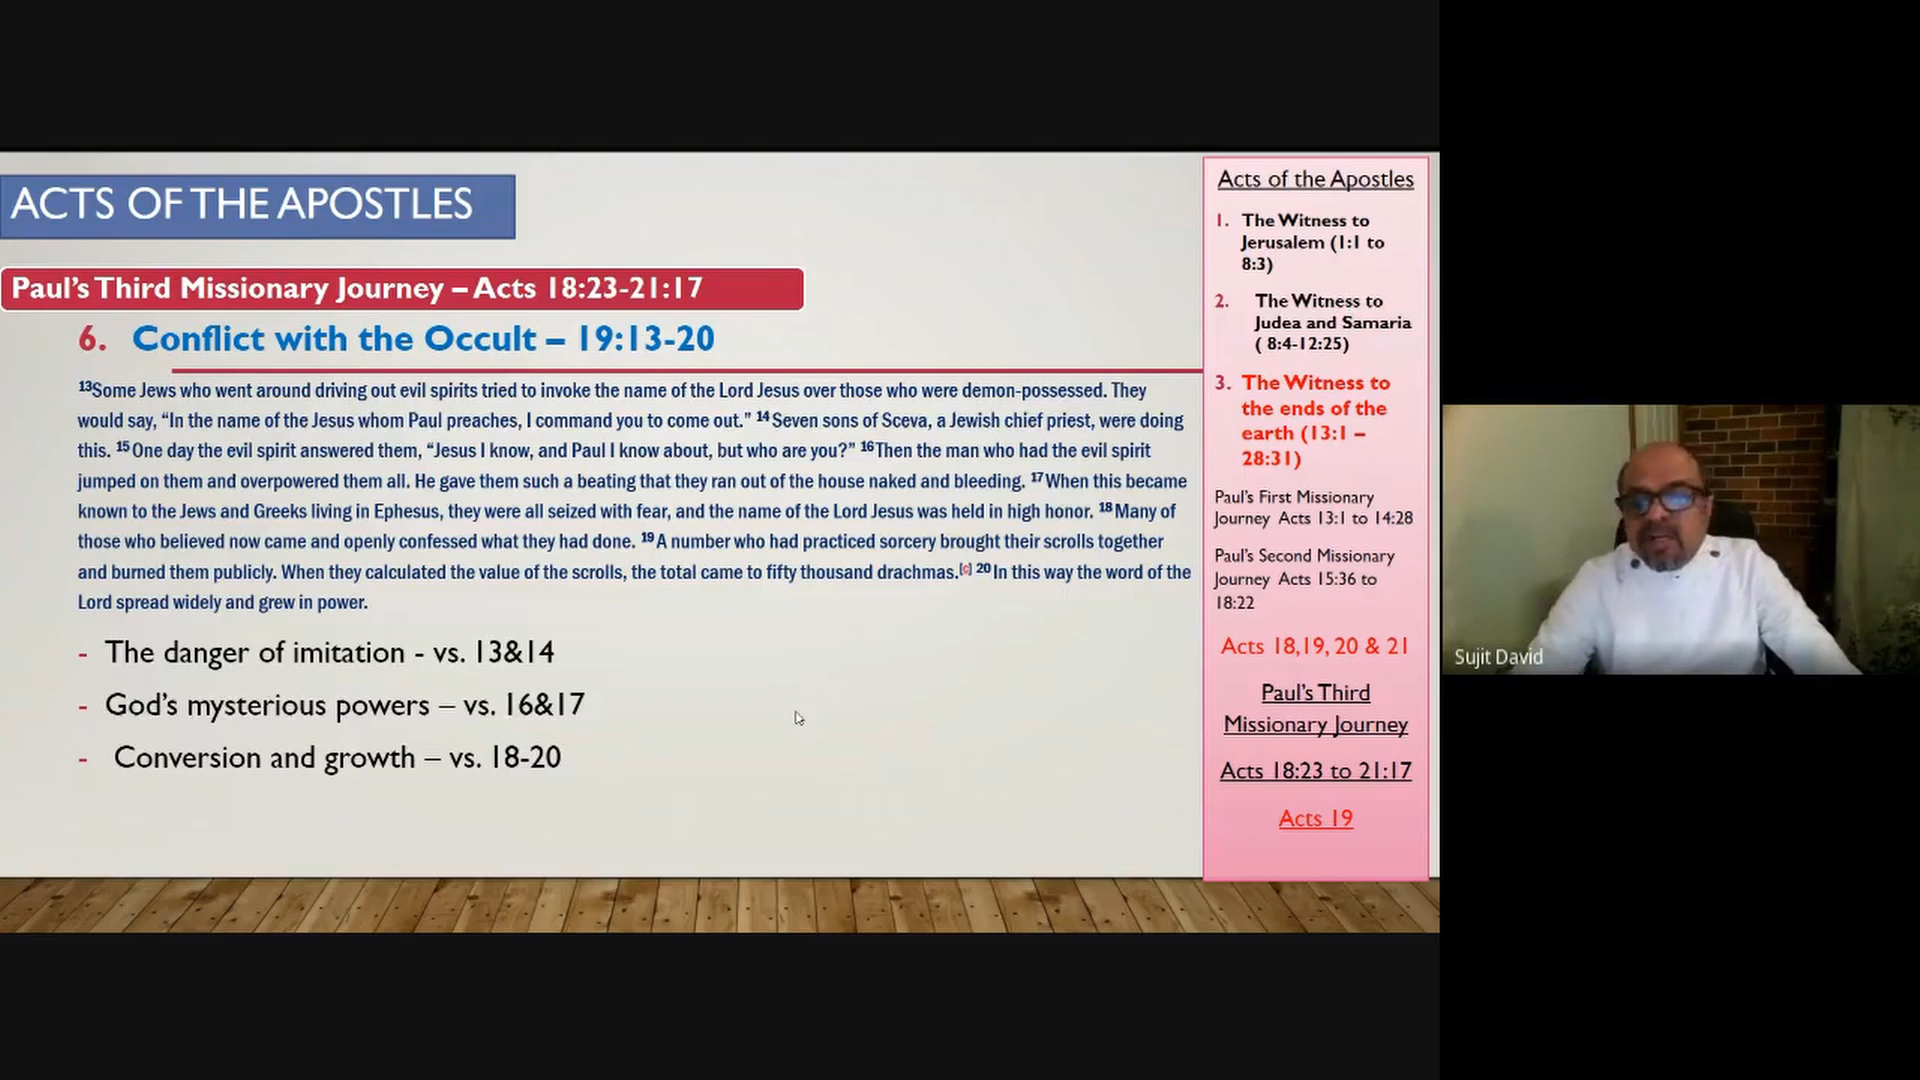 ACTS OF THE APOSTLES
Paul's Third Missionary Journey – Acts 18:23-21:17
6. Conflict with the Occult – 19:13-20
13Some Jews who went around driving out evil spirits tried to invoke the name of the Lord Jesus over those who were demon-possessed. They
would say, “In the name of the Jesus whom Paul preaches, I command you to come out.” 14Seven sons of Sceva, a Jewish chief priest, were doing
this. 15One day the evil spirit answered them, “Jesus I know, and Paul I know about, but who are you?” 16Then the man who had the evil spirit
jumped on them and overpowered them all. He gave them such a beating that they ran out of the house naked and bleeding. 17When this became
known to the Jews and Greeks living in Ephesus, they were all seized with fear, and the name of the Lord Jesus was held in high honor. 18Many of
those who believed now came and openly confessed what they had done. 19A number who had practiced sorcery brought their scrolls together
and burned them publicly. When they calculated the value of the scrolls, the total came to fifty thousand drachmas.[c] 20In this way the word of the
Lord spread widely and grew in power.
- The danger of imitation - vs. 13&14
- God's mysterious powers – vs. 16&17
- Conversion and growth – vs. 18-20
Acts of the Apostles
1. The Witness to
Jerusalem (1:1 to
8:3)
2. The Witness to
Judea and Samaria
( 8:4-12:25)
3. The Witness to
the ends of the
earth (13:1 –
28:31)
Paul's First Missionary
Journey Acts 13:1 to 14:28
Paul's Second Missionary
Journey Acts 15:36 to
18:22
Acts 18,19, 20 & 21
Paul's Third
Missionary Journey
Acts 18:23 to 21:17
Acts 19
Sujit David